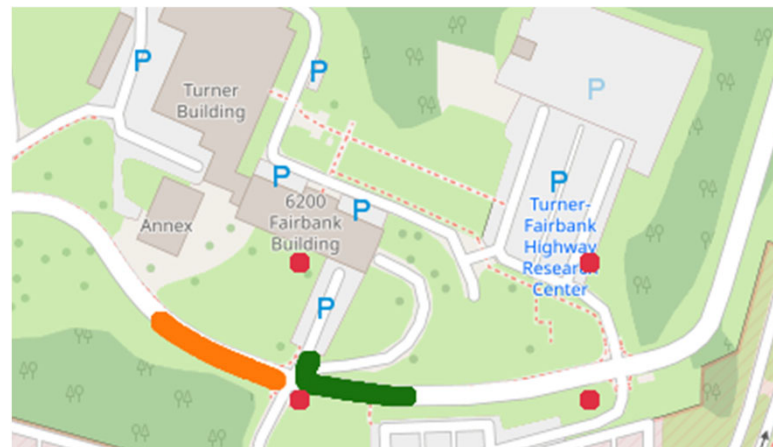 P
P
Turner
Building
P
P
P
6200
Fairbank
Building
P
Annex
Turner-
Fairbank
Highway
Research
Center
P